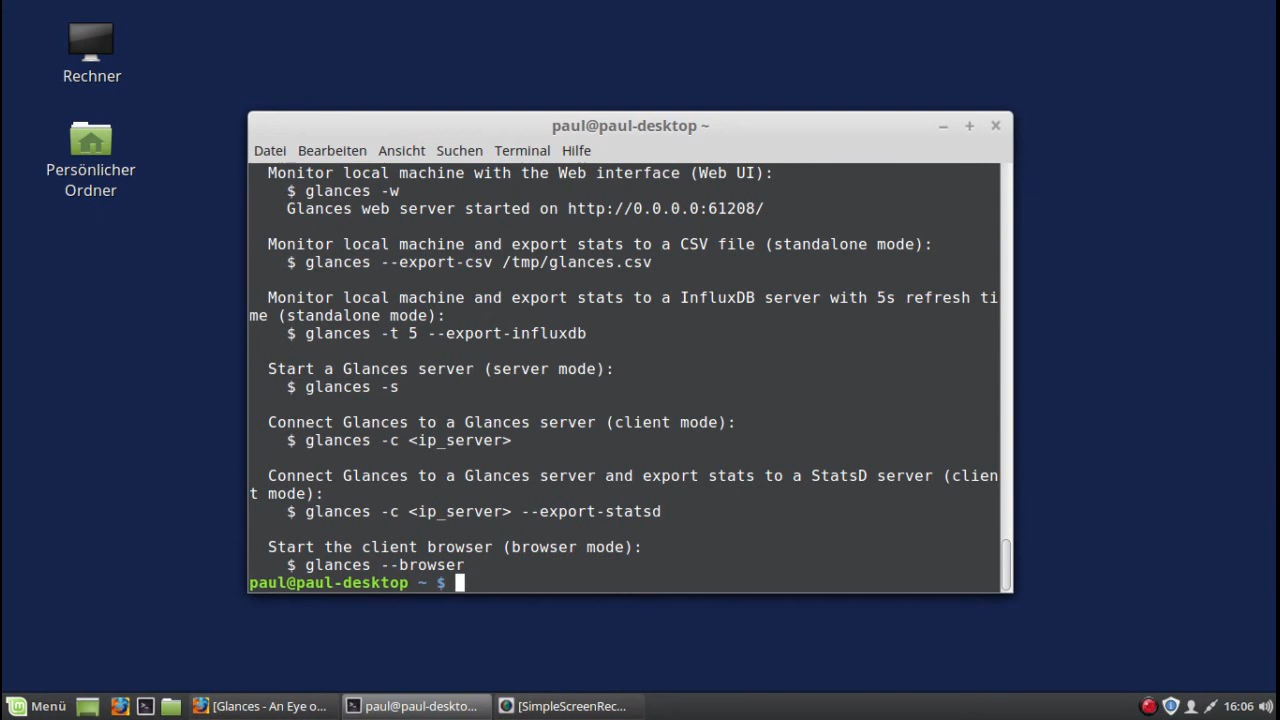 Rechner
Persönlicher
Ordner
paul@paul-desktop ~
Datei Bearbeiten Ansicht Suchen Terminal Hilfe
Monitor local machine with the Web interface (Web UI):
$ glances -w
Glances web server started on http://0.0.0.0:61208/
Monitor local machine and export stats to a CSV file (standalone mode):
$ glances --export-csv /tmp/glances.csv
Monitor local machine and export stats to a InfluxDB server with 5s refresh ti
me (standalone mode):
$ glances -t 5 --export-influxdb
Start a Glances server (server mode):
$ glances -s
Connect Glances to a Glances server (client mode):
$ glances -c <ip_server>
Connect Glances to a Glances server and export stats to a StatsD server (clien
t mode):
$ glances -c <ip_server> --export-statsd
Start the client browser (browser mode):
$ glances --browser
paul@paul-desktop ~ $
Menü [Glances - An Eye o... paul@paul-deskto... [SimpleScreenRec... 16:06